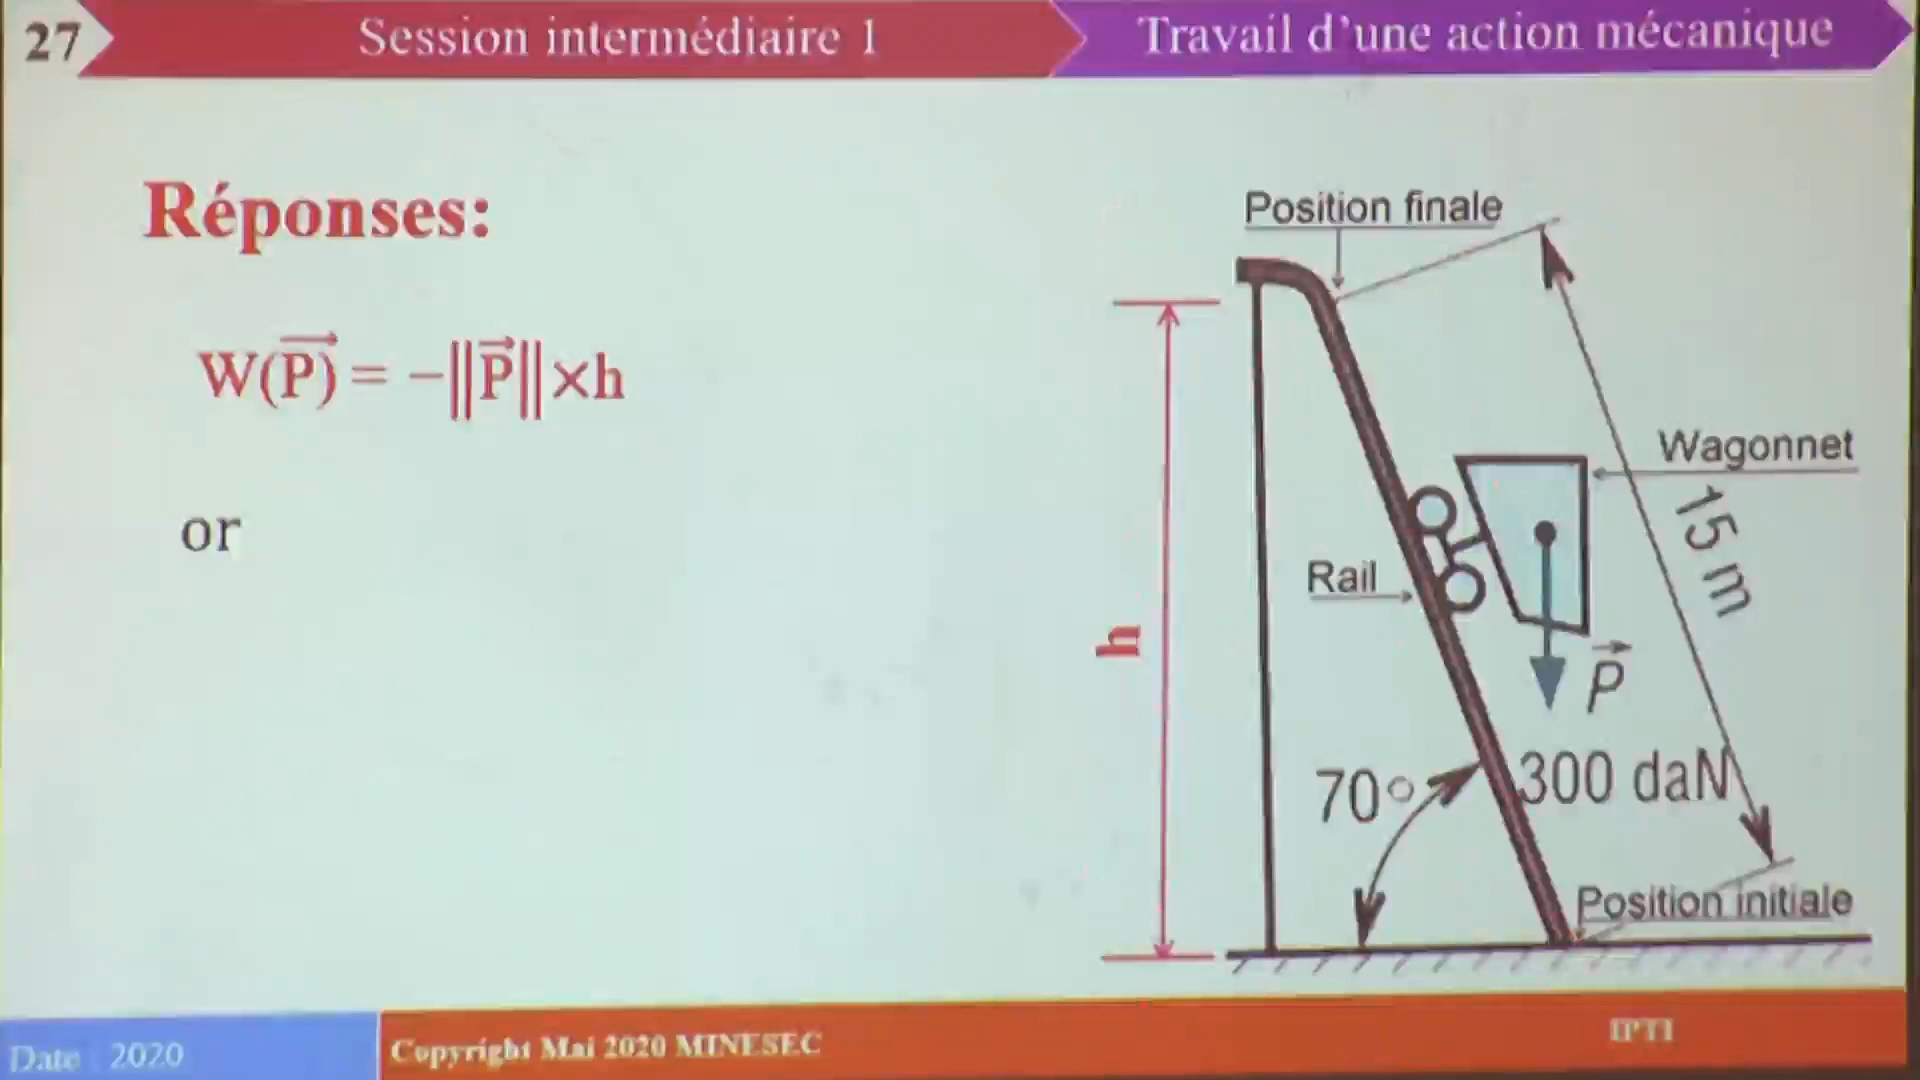 27
Session intermédiaire 1
Travail d'une action mécanique
Réponses:
W(P) = −‖P‖×h
or
Position finale
Wagonnet
15 m
Rail
h
P
300 daN
70°
Position initiale
Date : 2020
Copyright Mai 2020 MINESEC
IPTI